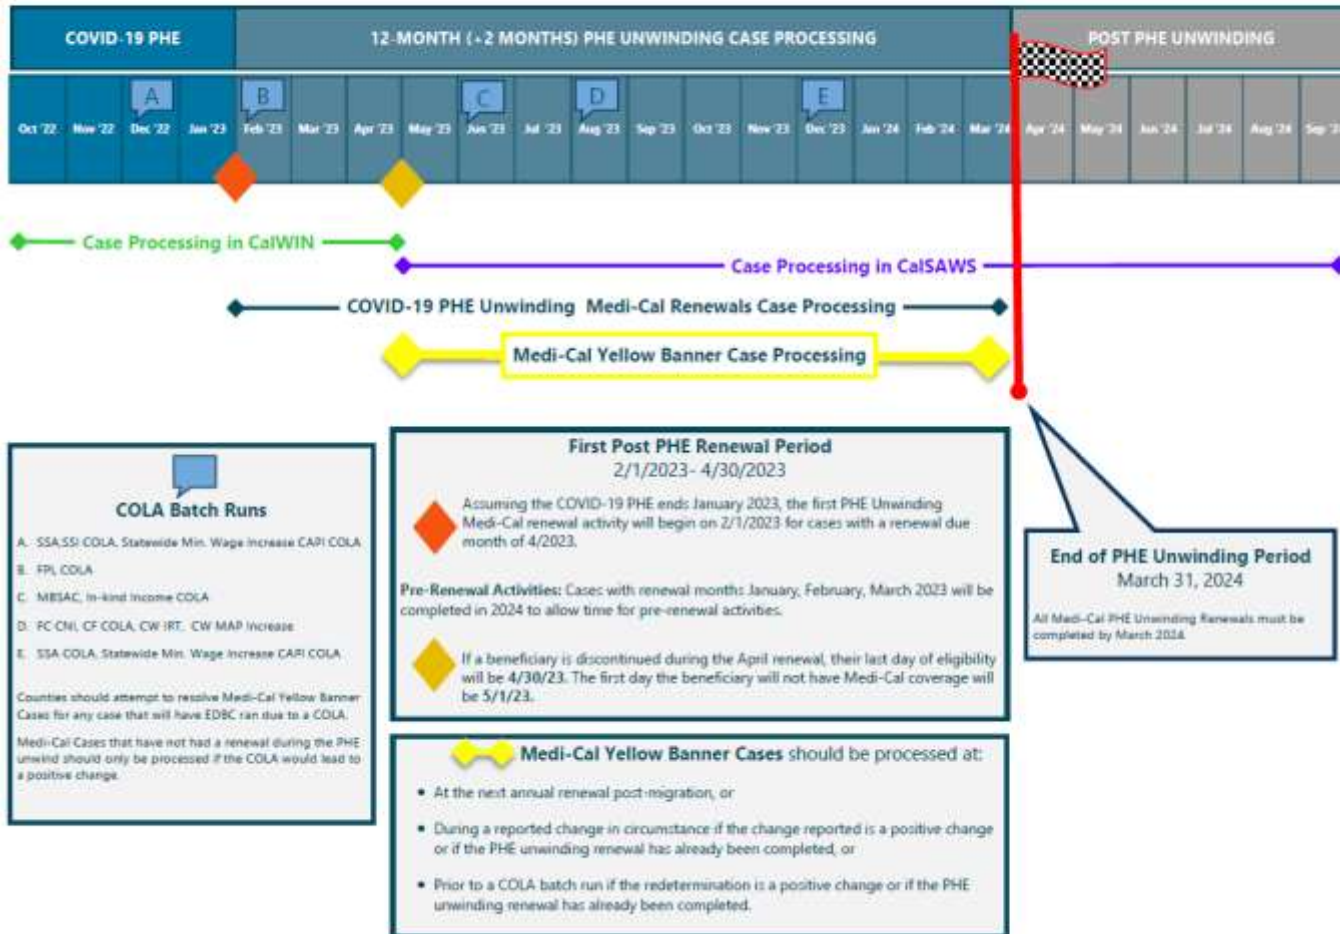 COVID-19 PHE
12-MONTH (+2 MONTHS) PHE UNWINDING CASE PROCESSING
POST PHE UNWINDING
A
B
C
D
E
Oct '22 Nov '22 Dec '22 Jan '23 Feb '23 Mar '23 Apr '23 May '23 Jun '23 Jul '23 Aug '23 Sep '23 Oct '23 Nov '23 Dec '23 Jan '24 Feb '24 Mar '24 Apr '24 May '24 Jun '24 Jul '24 Aug '24 Sep
Case Processing in CalWIN
Case Processing in CalSAWS
COVID-19 PHE Unwinding Medi-Cal Renewals Case Processing
Medi-Cal Yellow Banner Case Processing
COLA Batch Runs
A. SSA,SSI COLA, Statewide Min. Wage Increase CAPI COLA
B. FPL COLA
C. MBSAC, In-kind Income COLA
D. FC CNI, CF COLA, CW IRT, CW MAP Increase
E. SSA COLA, Statewide Min. Wage Increase CAPI COLA
Counties should attempt to resolve Medi-Cal Yellow Banner
Cases for any case that will have EDBC ran due to a COLA.
Medi-Cal Cases that have not had a renewal during the PHE
unwind should only be processed if the COLA would lead to
a positive change.
First Post PHE Renewal Period
2/1/2023- 4/30/2023
Assuming the COVID-19 PHE ends January 2023, the first PHE Unwinding
Medi-Cal renewal activity will begin on 2/1/2023 for cases with a renewal due
month of 4/2023.
Pre-Renewal Activities: Cases with renewal months January, February, March 2023 will be
completed in 2024 to allow time for pre-renewal activities.
If a beneficiary is discontinued during the April renewal, their last day of eligibility
will be 4/30/23. The first day the beneficiary will not have Medi-Cal coverage will
be 5/1/23.
Medi-Cal Yellow Banner Cases should be processed at:
• At the next annual renewal post-migration, or
• During a reported change in circumstance if the change reported is a positive change
or if the PHE unwinding renewal has already been completed, or
• Prior to a COLA batch run if the redetermination is a positive change or if the PHE
unwinding renewal has already been completed.
End of PHE Unwinding Period
March 31, 2024
All Medi-Cal PHE Unwinding Renewals must be
completed by March 2024